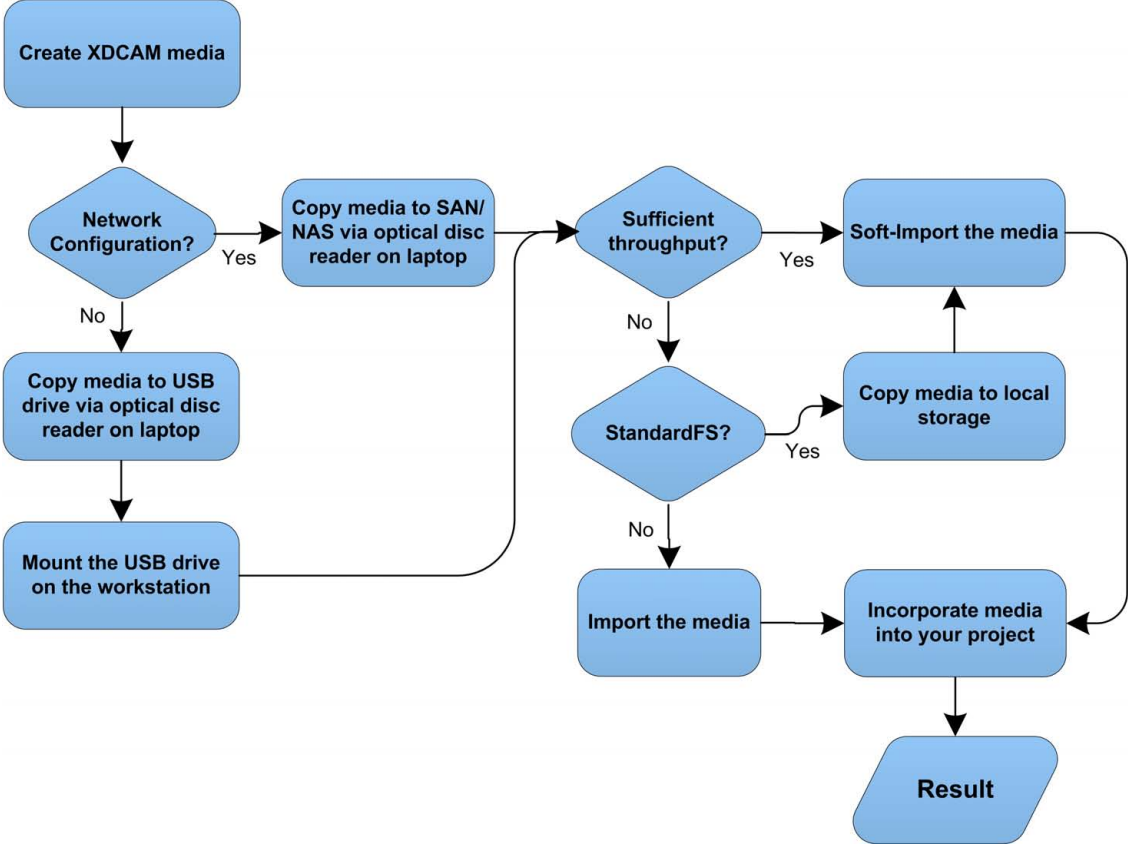 Create XDCAM media
Network
Configuration?
Yes
Copy media to SAN/
NAS via optical disc
reader on laptop
No
Copy media to USB
drive via optical disc
reader on laptop
Mount the USB drive
on the workstation
Sufficient
throughput?
Yes
Soft-Import the media
No
StandardFS?
Yes
Copy media to local
storage
No
Import the media
Incorporate media
into your project
Result